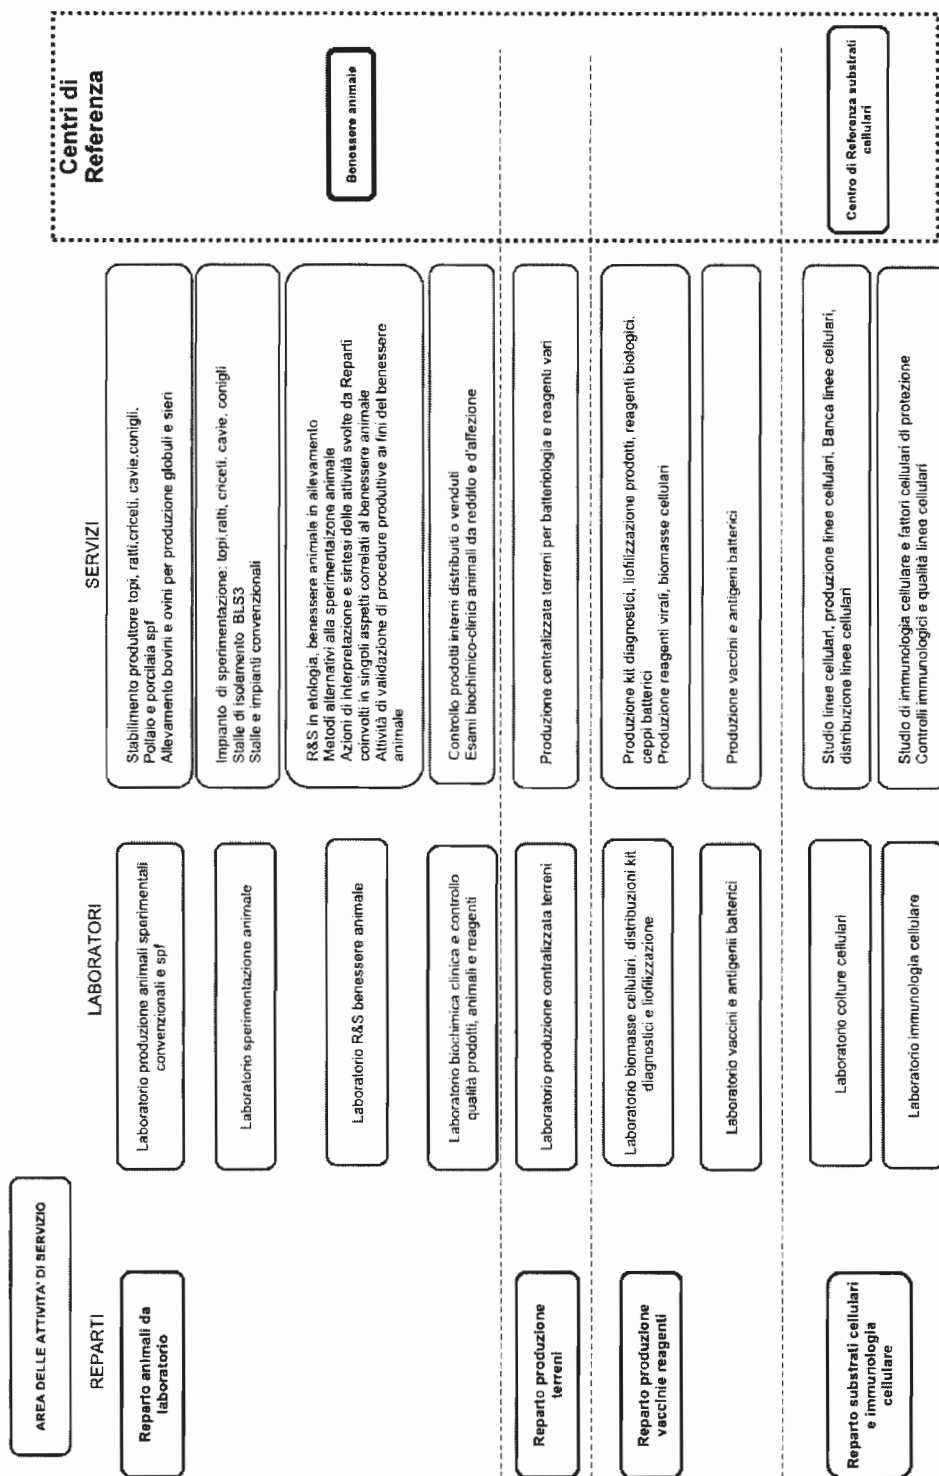 AREA DELLE ATTIVITA' DI SERVIZIO
REPARTI
LABORATORI
SERVIZI
Centri di
Referenza
Reparto animali da
laboratorio
Laboratorio produzione animali sperimentali
convenzionali e spf
Stabilimento produttore topi, ratti,criceti, cavie,conigli.
Pollaio e porcilaia spf
Allevamento bovini e ovini per produzione globuli e sieri
Laboratorio sperimentazione animale
Impianto di sperimentazione: topi,ratti, criceti, cavie, conigli
Stalle di isolamento BLS3
Stalle e impianti convenzionali
Laboratorio R&S benessere animale
R&S in etologia, benessere animale in allevamento
Metodi alternativi alla sperimentaizone animale
Azioni di interpretazione e sintesi delle attività svolte da Reparti
coinvolti in singoli aspetti correlati al benessere animale
Attività di validazione di procedure produttive ai fini del benessere
animale
Benessere animale
Laboratorio biochimica clinica e controllo
qualità prodotti, animali e reagenti
Controllo prodotti interni distribuiti o venduti
Esami biochimico-clinici animali da reddito e d'affezione
Reparto produzione
terreni
Laboratorio produzione centralizzata terreni
Produzione centralizzata terreni per batteriologia e reagenti vari
Reparto produzione
vaccinie reagenti
Laboratorio biomasse cellulari, distribuzioni kit
diagnostici e liofilizzazione
Produzione kit diagnostici, liofilizzazione prodotti, reagenti biologici.
ceppi batterici
Produzione reagenti virali, biomasse cellulari
Laboratorio vaccini e antigenii batterici
Produzione vaccini e antigeni batterici
Reparto substrati cellulari
e immunologia
cellulare
Laboratorio colture cellulari
Studio linee cellulari, produzione linee cellulari, Banca linee cellulari,
distribuzione linee cellulari
Centro di Referenza substrati
cellulari
Laboratorio immunologia cellulare
Studio di immunologia cellulare e fattori cellulari di protezione
Controlli immunologici e qualità linee cellulari